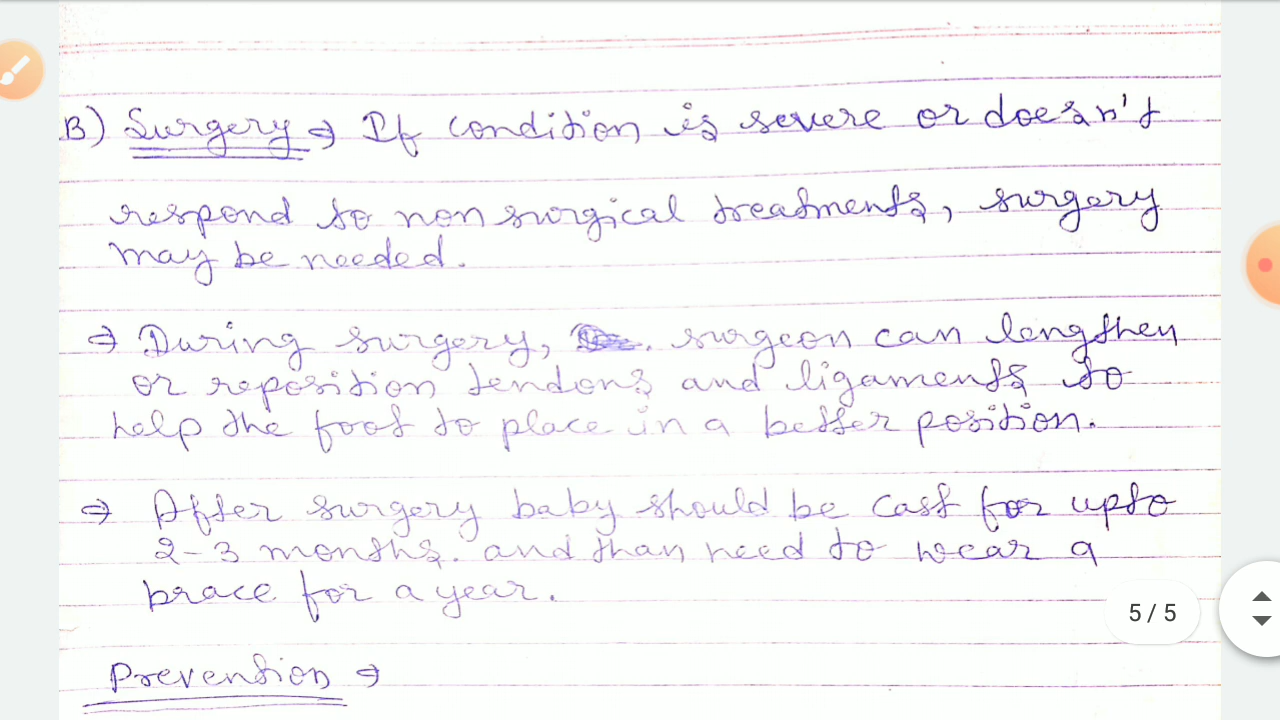 B) Surgery ⇒ If condition is severe or doesn't
respond to non surgical treatments, surgery
may be needed.
⇒ During surgery, surgeon can lengthen
or reposition tendons and ligaments to
help the foot to place in a better position.
⇒ After surgery baby should be cast for upto
2-3 months. and than need to wear a
brace for a year.
5 / 5
Prevention ⇒